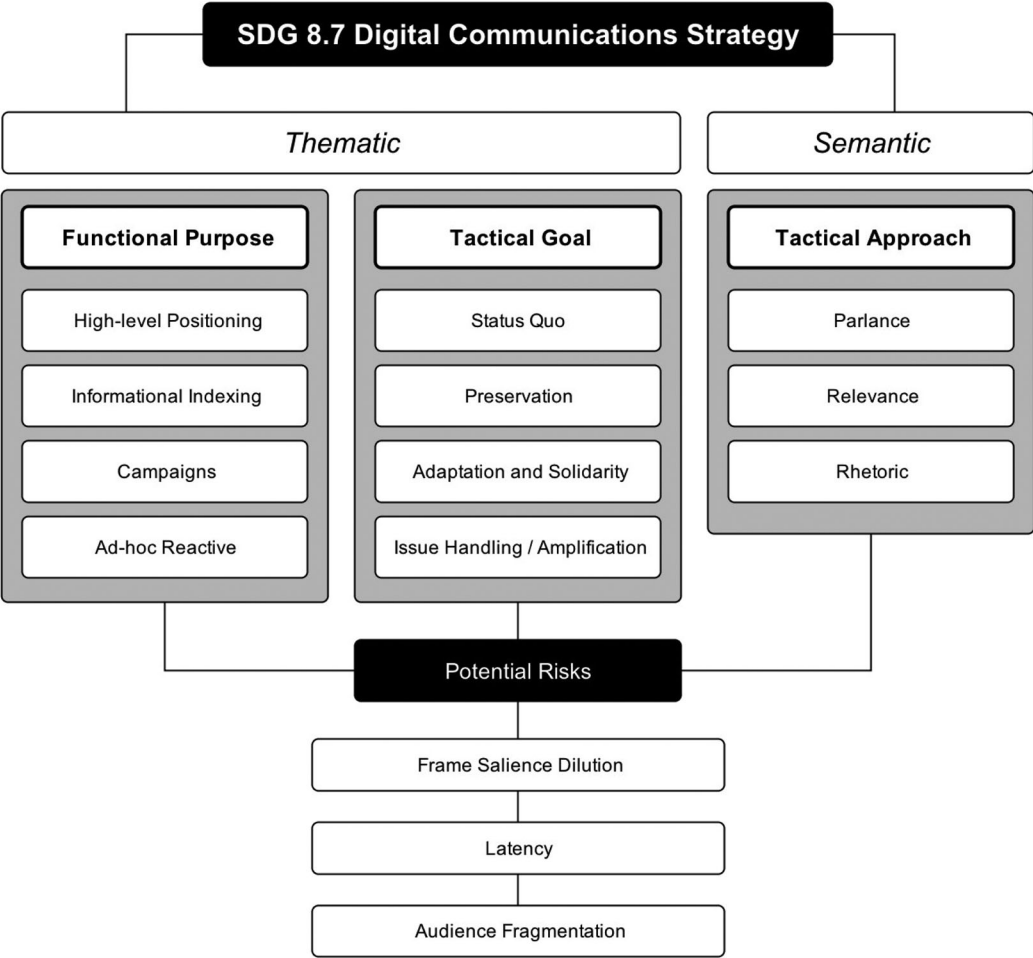 SDG 8.7 Digital Communications Strategy
Thematic
Semantic
Functional Purpose
High-level Positioning
Informational Indexing
Campaigns
Ad-hoc Reactive
Tactical Goal
Status Quo
Preservation
Adaptation and Solidarity
Issue Handling / Amplification
Tactical Approach
Parlance
Relevance
Rhetoric
Potential Risks
Frame Salience Dilution
Latency
Audience Fragmentation